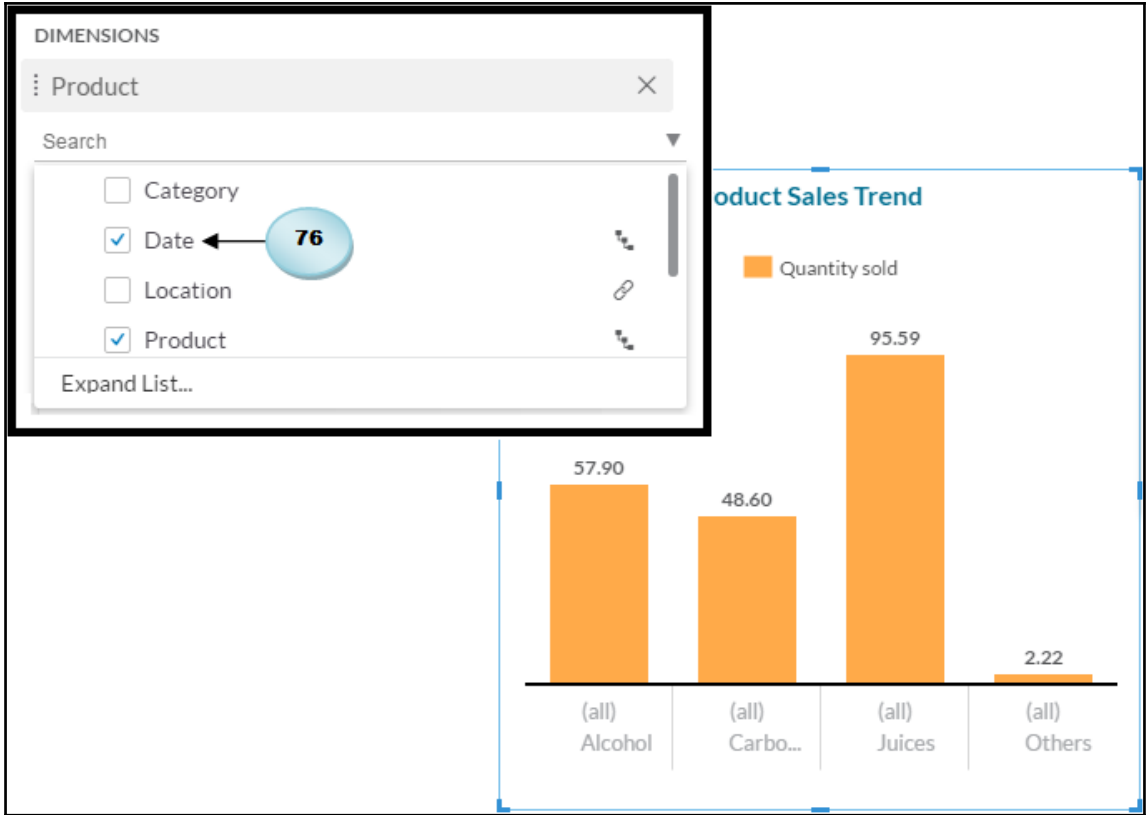 DIMENSIONS
Product
Search
Category
Date
76
Location
Product
Expand List...
oduct Sales Trend
Quantity sold
57.90
48.60
95.59
2.22
(all) (all) (all) (all)
Alcohol Carbo... Juices Others